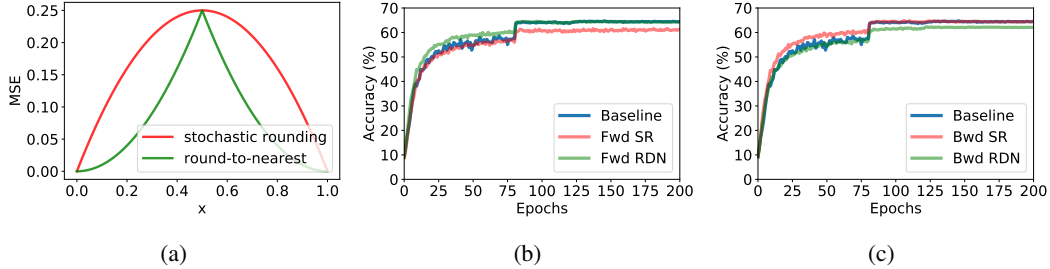 MSE
0.25
0.20
0.15
0.10
0.05
0.00
stochastic rounding
round-to-nearest
0.0 0.2 0.4 0.6 0.8 1.0
x
(a)
Accuracy (%)
70
60
50
40
30
20
10
0
Baseline
Fwd SR
Fwd RDN
0 25 50 75 100 125 150 175 200
Epochs
(b)
Accuracy (%)
70
60
50
40
30
20
10
0
Baseline
Bwd SR
Bwd RDN
0 25 50 75 100 125 150 175 200
Epochs
(c)